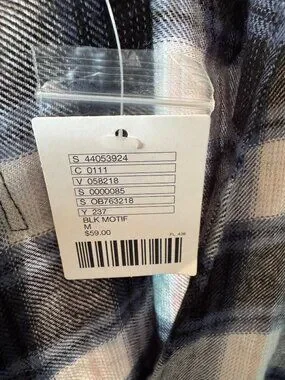 S 44053924
C 0111
V 058218
S 0000085
S OB763218
Y 237
BLK MOTIF
M
$59.00